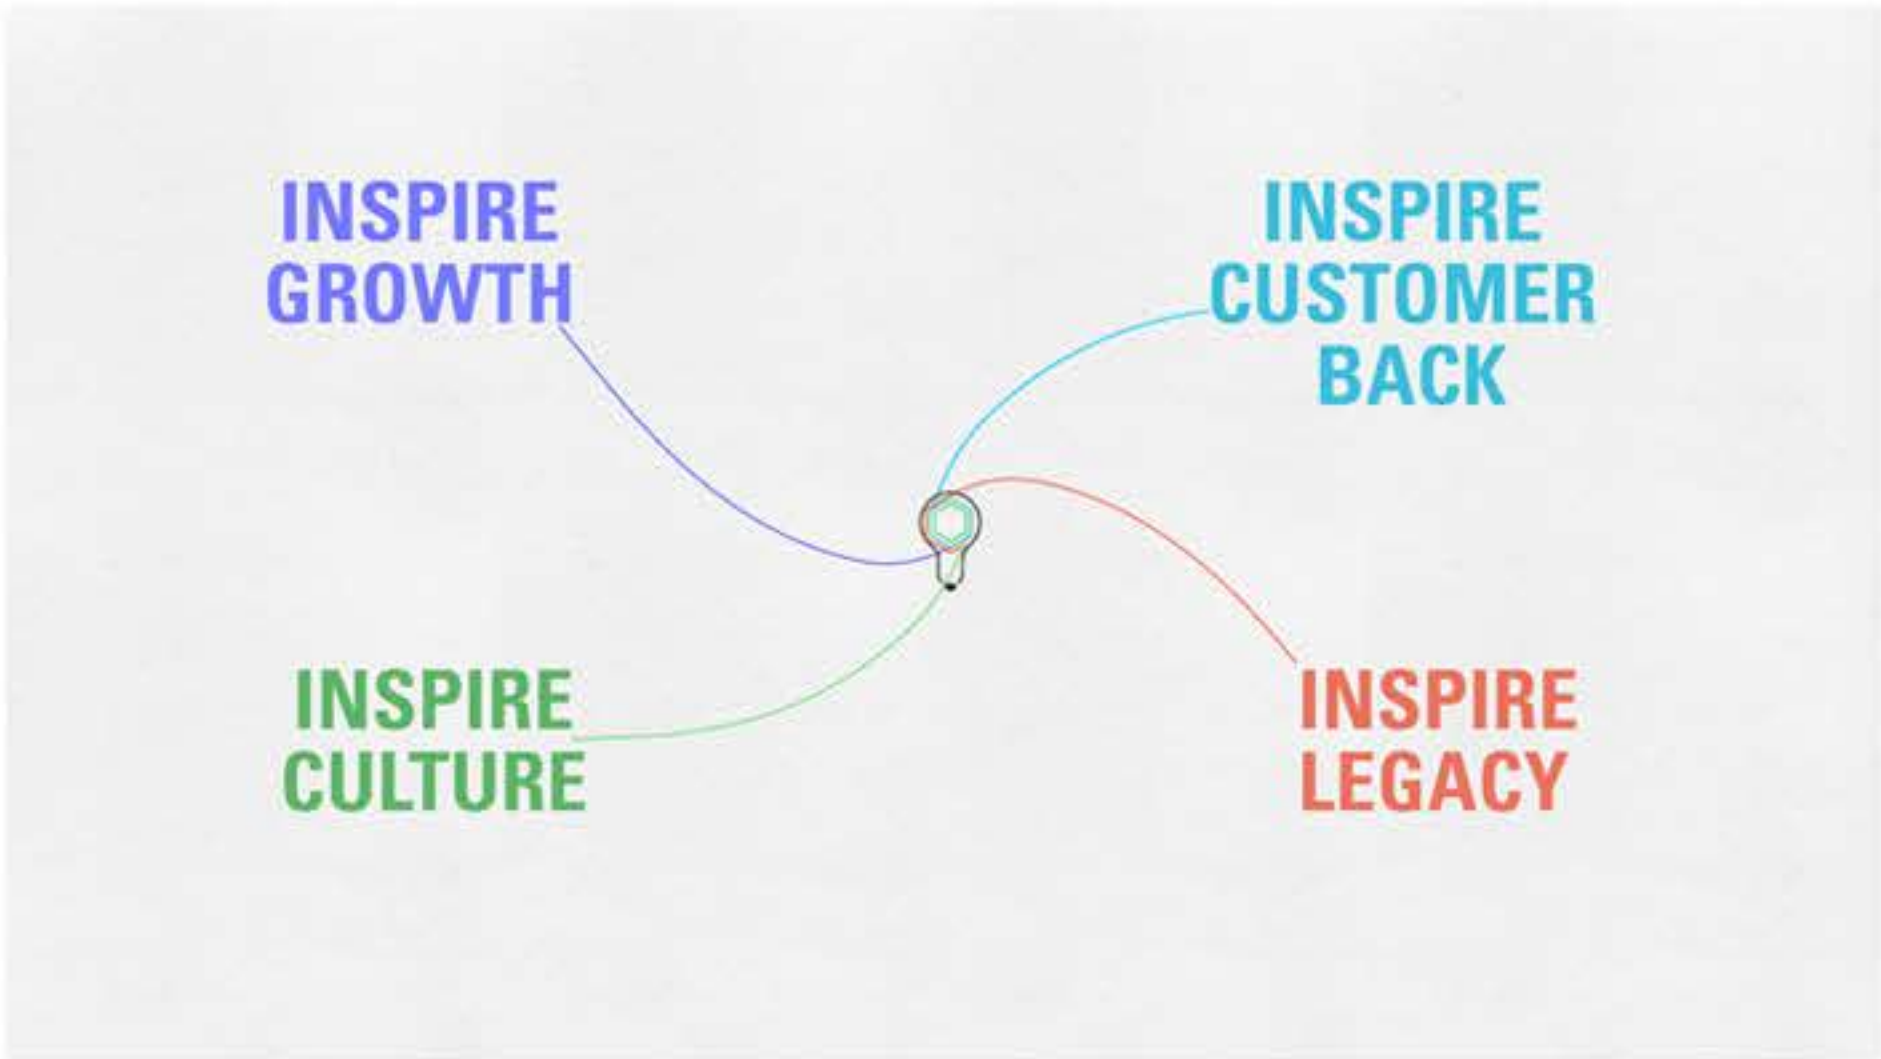 INSPIRE
GROWTH
INSPIRE
CUSTOMER
BACK
INSPIRE
CULTURE
INSPIRE
LEGACY